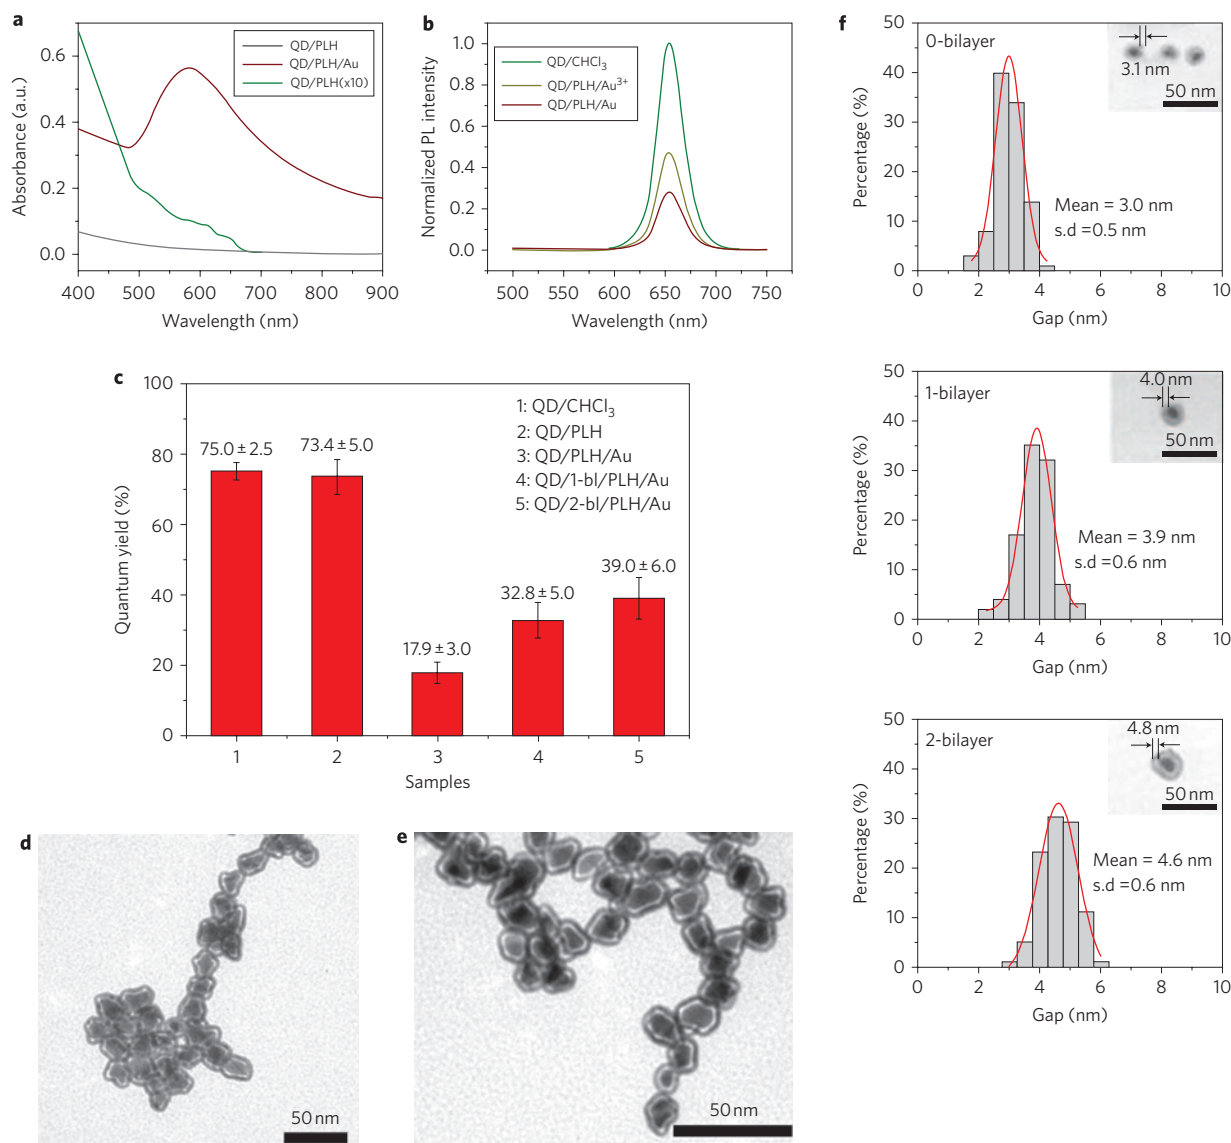 a
0.6
0.4
0.2
0.0
Absorbance (a.u.)
QD/PLH
QD/PLH/Au
QD/PLH(x10)
400 500 600 700 800 900
Wavelength (nm)
b
1.0
0.8
0.6
0.4
0.2
0.0
Normalized PL intensity
QD/CHCl₃
QD/PLH/Au³⁺
QD/PLH/Au
500 550 600 650 700 750
Wavelength (nm)
c
100
80
60
40
20
0
Quantum yield (%)
75.0 ± 2.5
73.4 ± 5.0
17.9 ± 3.0
32.8 ± 5.0
39.0 ± 6.0
1: QD/CHCl₃
2: QD/PLH
3: QD/PLH/Au
4: QD/1-bl/PLH/Au
5: QD/2-bl/PLH/Au
1 2 3 4 5
Samples
d
50 nm
e
50 nm
f
50
40
30
20
10
0
Percentage (%)
0-bilayer
3.1 nm
50 nm
Mean = 3.0 nm
s.d =0.5 nm
0 2 4 6 8 10
Gap (nm)
50
40
30
20
10
0
Percentage (%)
1-bilayer
4.0 nm
50 nm
Mean = 3.9 nm
s.d =0.6 nm
0 2 4 6 8 10
Gap (nm)
50
40
30
20
10
0
Percentage (%)
2-bilayer
4.8 nm
50 nm
Mean = 4.6 nm
s.d =0.6 nm
0 2 4 6 8 10
Gap (nm)